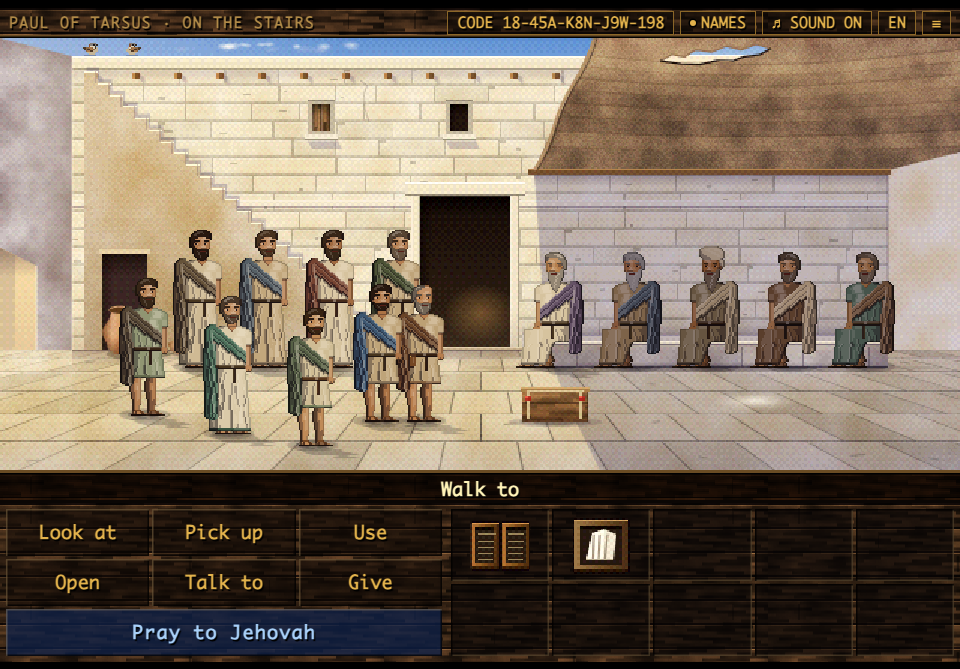 PAUL OF TARSUS · ON THE STAIRS
CODE 18-45A-K8N-J9W-198
• NAMES
♬ SOUND ON
EN
≡
Walk to
Look at
Pick up
Use
Open
Talk to
Give
Pray to Jehovah